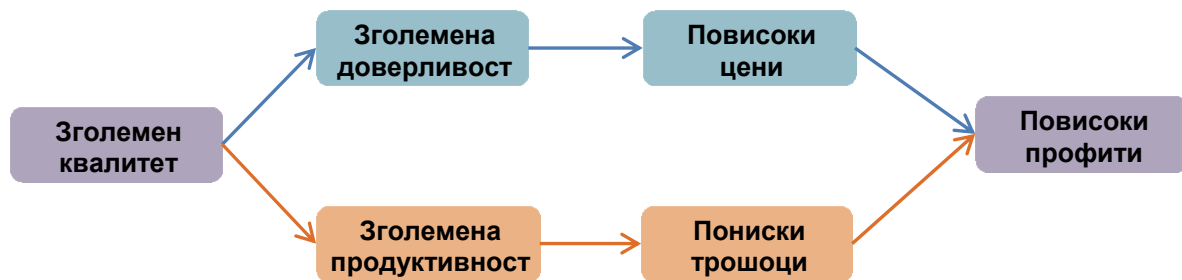 Зголемен
квалитет
Зголемена
доверливост
Повисоки
цени
Зголемена
продуктивност
Пониски
трошоци
Повисоки
профити